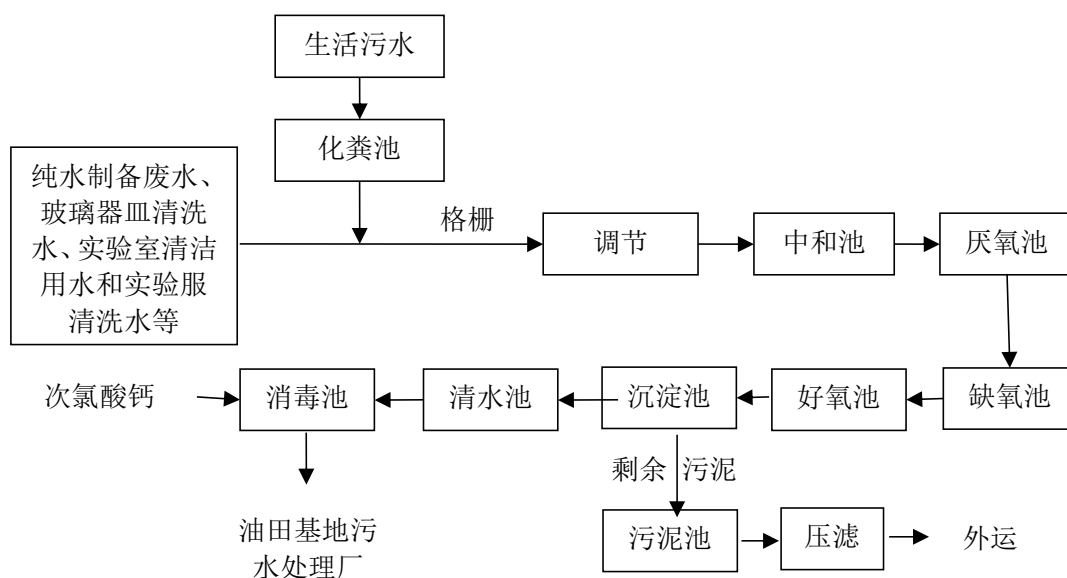 生活污水
化粪池
纯水制备废水、
玻璃器皿清洗
水、实验室清洁
用水和实验服
清洗水等
格栅
调节
中和池
厌氧池
次氯酸钙
消毒池
清水池
沉淀池
好氧池
缺氧池
剩余 污泥
油田基地污
水处理厂
污泥池
压滤
外运